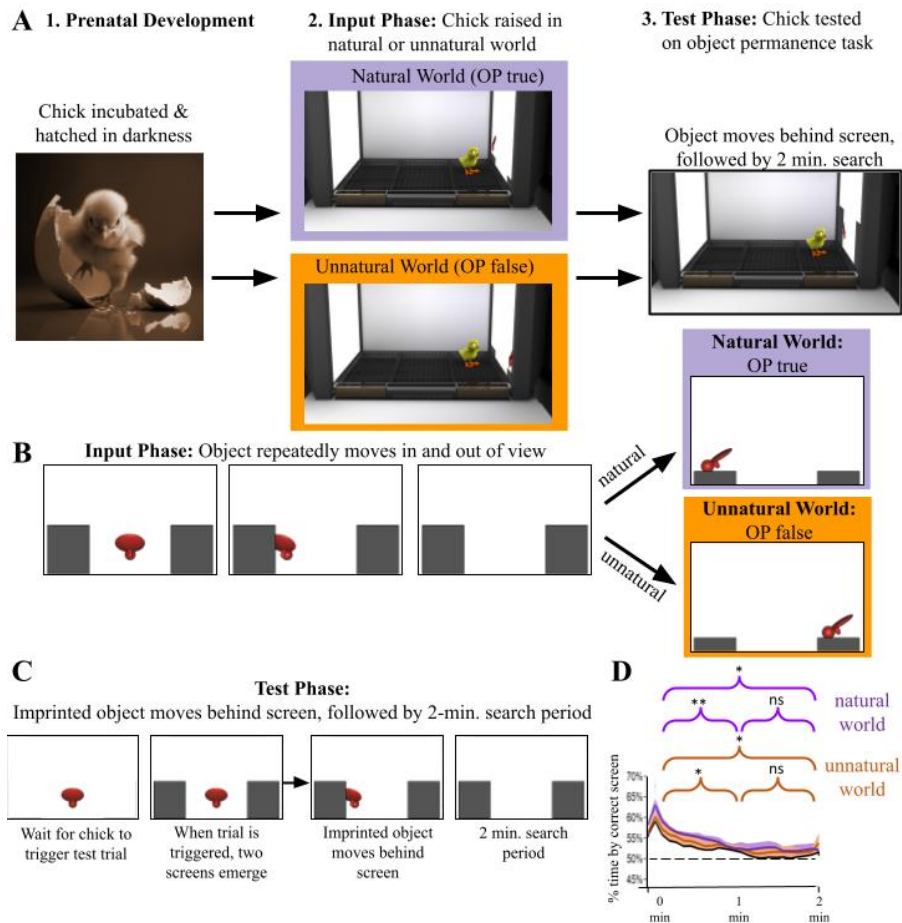 A
1. Prenatal Development
2. Input Phase: Chick raised in
natural or unnatural world
3. Test Phase: Chick tested
on object permanence task
Chick incubated &
hatched in darkness
Natural World (OP true)
Unnatural World (OP false)
Object moves behind screen,
followed by 2 min. search
B
Input Phase: Object repeatedly moves in and out of view
natural
unnatural
Natural World:
OP true
Unnatural World:
OP false
C
Test Phase:
Imprinted object moves behind screen, followed by 2-min. search period
Wait for chick to
trigger test trial
When trial is
triggered, two
screens emerge
Imprinted object
moves behind
screen
2 min. search
period
D
*
** ns
natural
world
*
* ns
unnatural
world
% time by correct screen
70%
65%
60%
55%
50%
45%
0
min
1
min
2
min